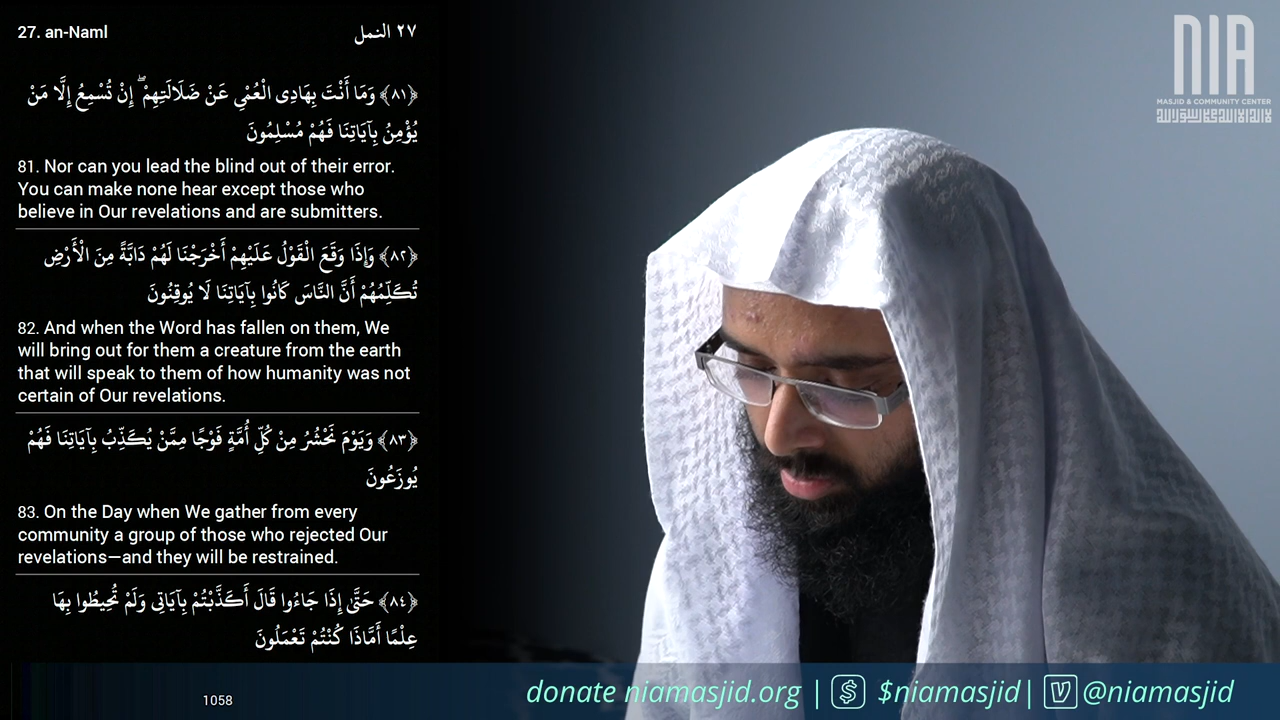 27. an-Naml
٢٧ النمل
﴿٨١﴾ وَمَا أَنْتَ بِهَادِى الْعُمْىِ عَنْ ضَلَالَتِهِمْ ۖ إِنْ تُسْمِعُ إِلَّا مَنْ
يُؤْمِنُ بِآيَاتِنَا فَهُمْ مُسْلِمُونَ
81. Nor can you lead the blind out of their error.
You can make none hear except those who
believe in Our revelations and are submitters.
﴿٨٢﴾ وَإِذَا وَقَعَ الْقَوْلُ عَلَيْهِمْ أَخْرَجْنَا لَهُمْ دَابَّةً مِنَ الْأَرْضِ
تُكَلِّمُهُمْ أَنَّ النَّاسَ كَانُوا بِآيَاتِنَا لَا يُوقِنُونَ
82. And when the Word has fallen on them, We
will bring out for them a creature from the earth
that will speak to them of how humanity was not
certain of Our revelations.
﴿٨٣﴾ وَيَوْمَ نَحْشُرُ مِنْ كُلِّ أُمَّةٍ فَوْجًا مِمَّنْ يُكَذِّبُ بِآيَاتِنَا فَهُمْ
يُوزَعُونَ
83. On the Day when We gather from every
community a group of those who rejected Our
revelations—and they will be restrained.
﴿٨٤﴾ حَتَّىٰ إِذَا جَاءُوا قَالَ أَكَذَّبْتُمْ بِآيَاتِى وَلَمْ تُحِيطُوا بِهَا
عِلْمًا أَمَّاذَا كُنْتُمْ تَعْمَلُونَ
1058
NIA
MASJID & COMMUNITY CENTER
donate niamasjid.org | $ $niamasjid | V @niamasjid